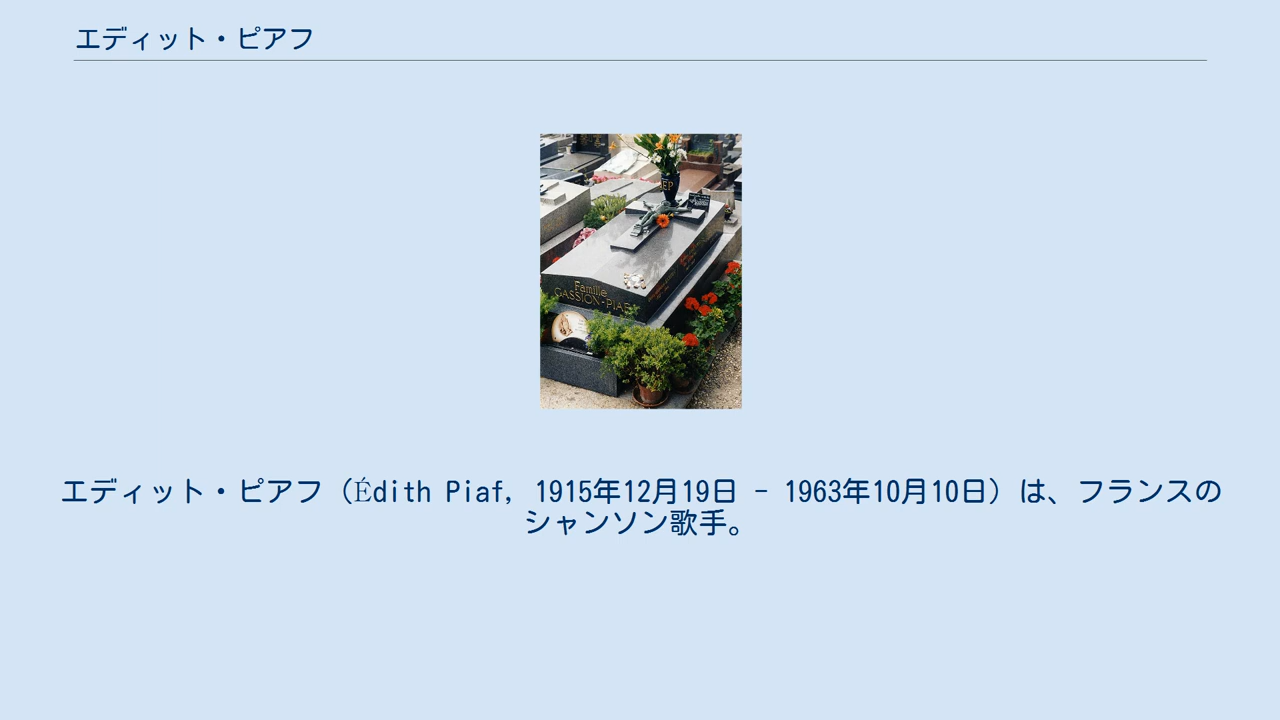 エディット・ピアフ
EP
Famille
GASSION-PIAF
エディット・ピアフ（Édith Piaf, 1915年12月19日 - 1963年10月10日）は、フランスの
シャンソン歌手。